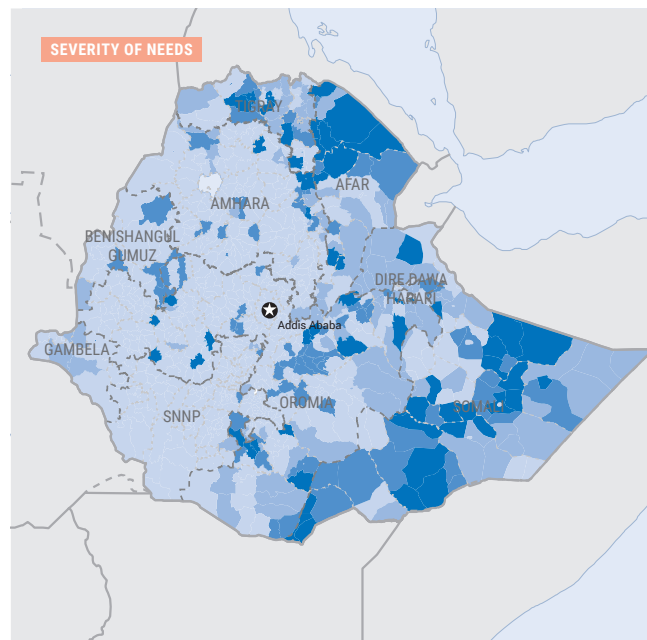 SEVERITY OF NEEDS
TIGRAY
AFAR
AMHARA
BENISHANGUL
GUMUZ
DIRE DAWA
HARARI
Addis Ababa
GAMBELA
OROMIA
SOMALI
SNNP